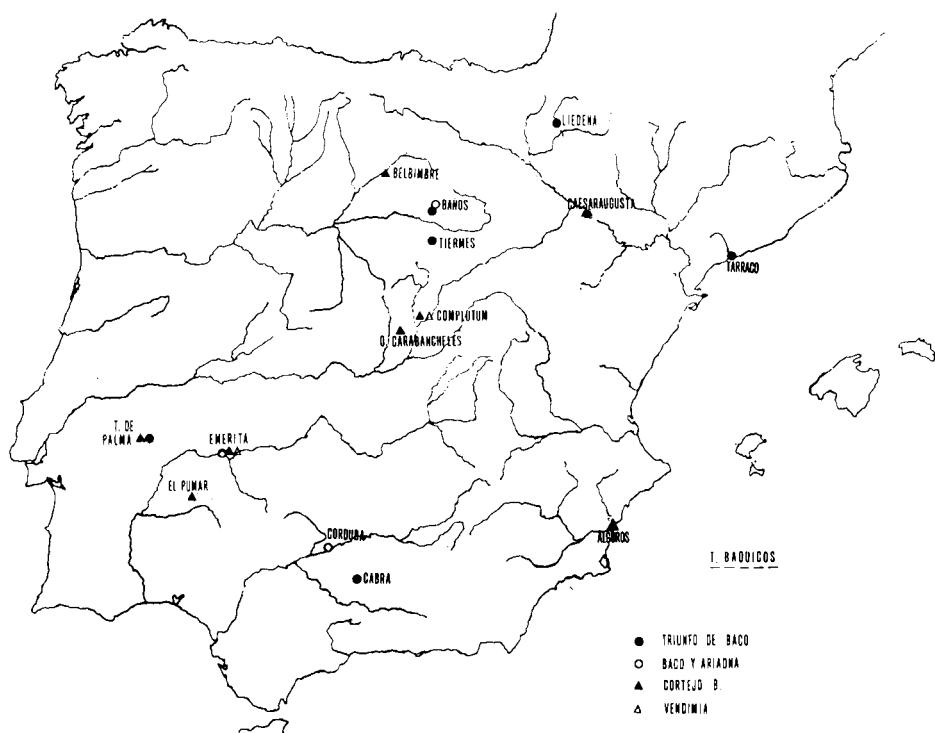 LIEDENA
BELBIMBRE
BAÑOS
CAESARAUGUSTA
TIERMES
TARRACO
COMPLUTUM
O. CARABANCHELES
T. DE
PALMA
EMERITA
EL PUMAR
CORDUBA
ALGOROS
T. BAQUICOS
CABRA
TRIUNFO DE BACO
BACO Y ARIADNA
CORTEJO B.
VENDIMIA